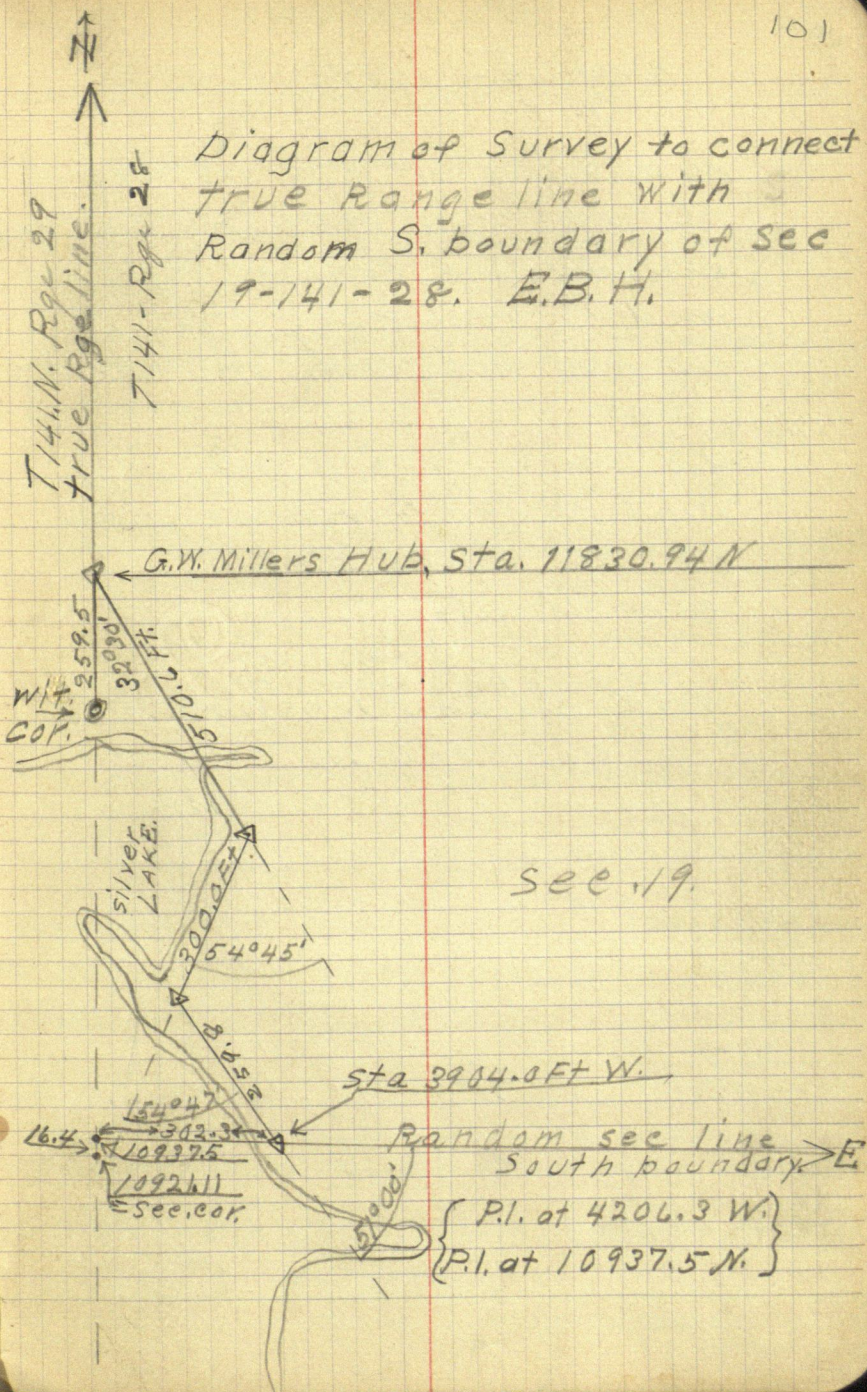 101
N
Diagram of Survey to connect
true Range line with
Random S. boundary of Sec
19-141-28. E.B.H.
T141.N. Rge 29
true Rge line.
T141-Rge 28
G.W. Millers Hub, Sta. 11830.94 N
259.5
32°30'
510.6 Ft.
Wit.
Cor.
Silver
LAKE.
300.0 Ft
54°45'
Sec. 19.
259.8
Sta 3904.0 Ft W.
54°47'
302.3
16.4
10937.5
10921.11
Sec. cor.
Random sec line
South boundary. E
51°00'
P.I. at 4206.3 W.
P.I. at 10937.5 N.